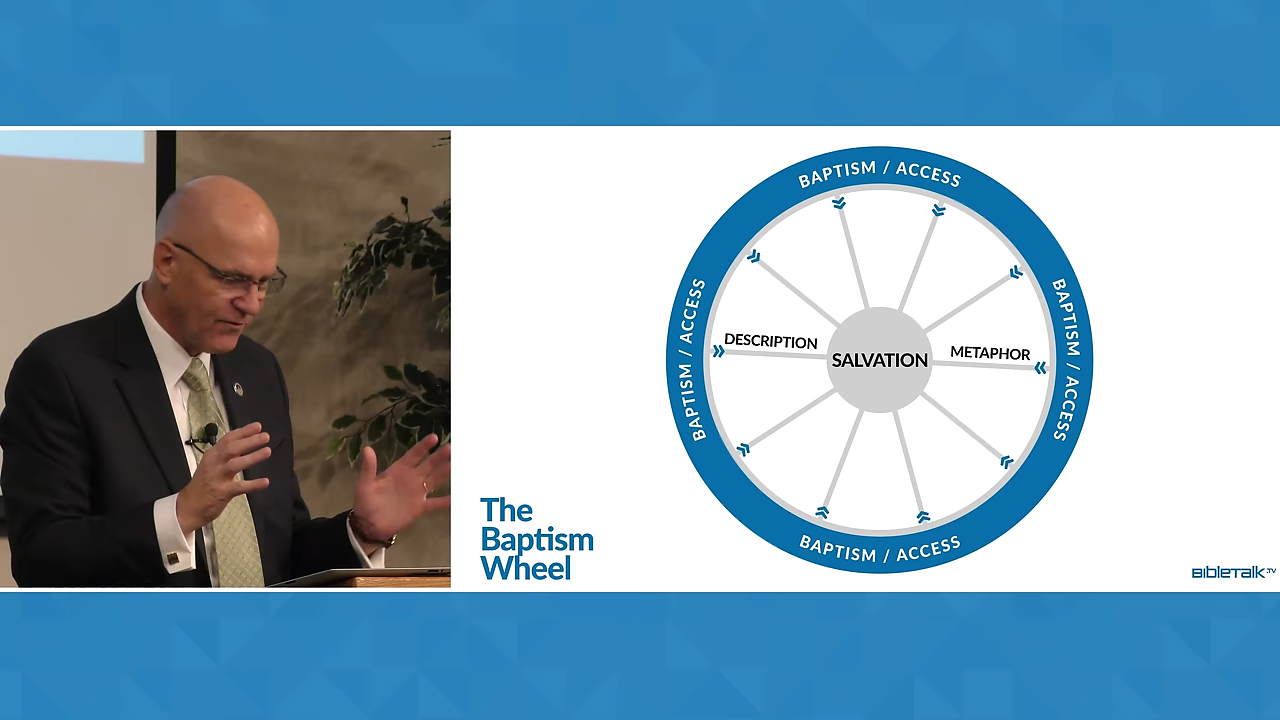 BAPTISM / ACCESS
BAPTISM / ACCESS
BAPTISM / ACCESS
DESCRIPTION
SALVATION
METAPHOR
BAPTISM / ACCESS
The
Baptism
Wheel
BIBLETALK.TV